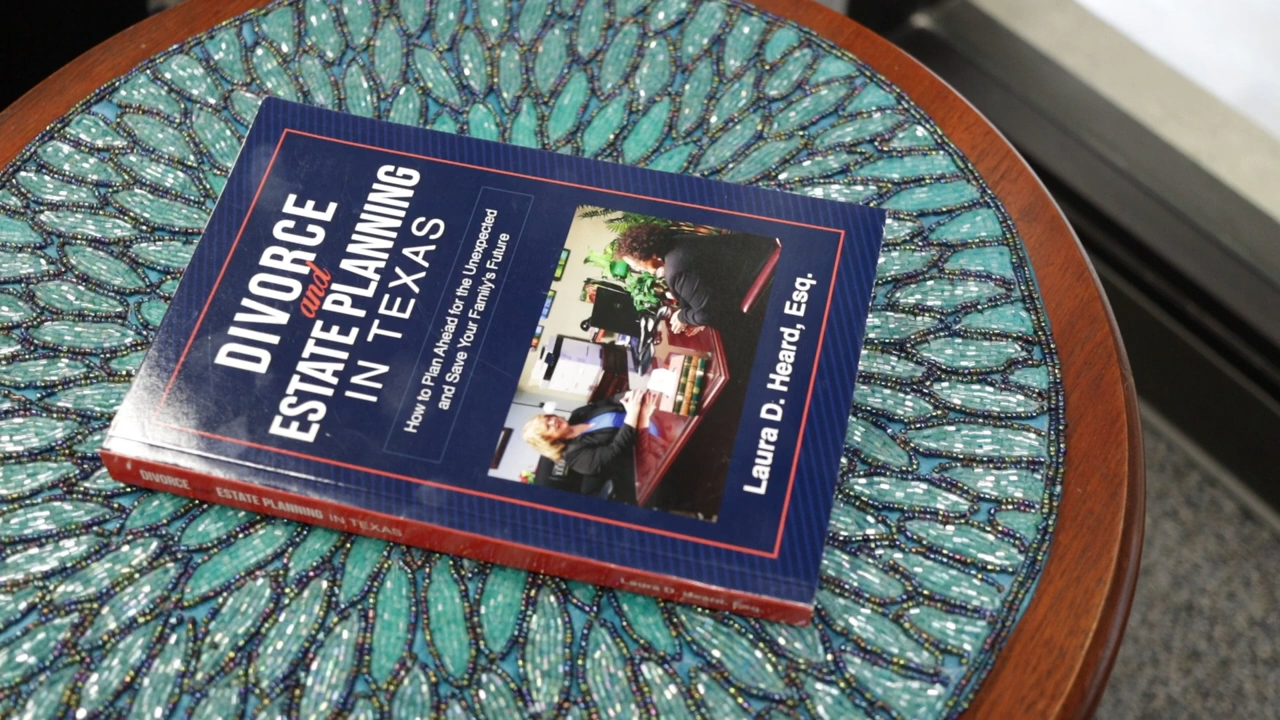 DIVORCE
and
ESTATE PLANNING
IN TEXAS
How to Plan Ahead for the Unexpected
and Save Your Family's Future
Laura D. Heard, Esq.
DIVORCE ESTATE PLANNING IN TEXAS Laura D. Heard, Esq.